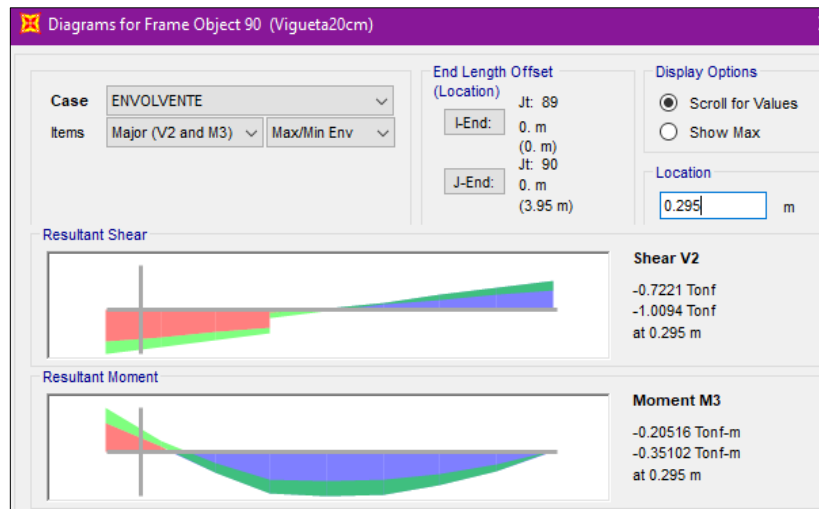 Diagrams for Frame Object 90 (Vigueta20cm)
Case
ENVOLVENTE
Items
Major (V2 and M3)
Max/Min Env
End Length Offset
(Location)
I-End:
Jt: 89
0. m
(0. m)
J-End:
Jt: 90
0. m
(3.95 m)
Display Options
Scroll for Values
Show Max
Location
0.295
m
Resultant Shear
Shear V2
-0.7221 Tonf
-1.0094 Tonf
at 0.295 m
Resultant Moment
Moment M3
-0.20516 Tonf-m
-0.35102 Tonf-m
at 0.295 m